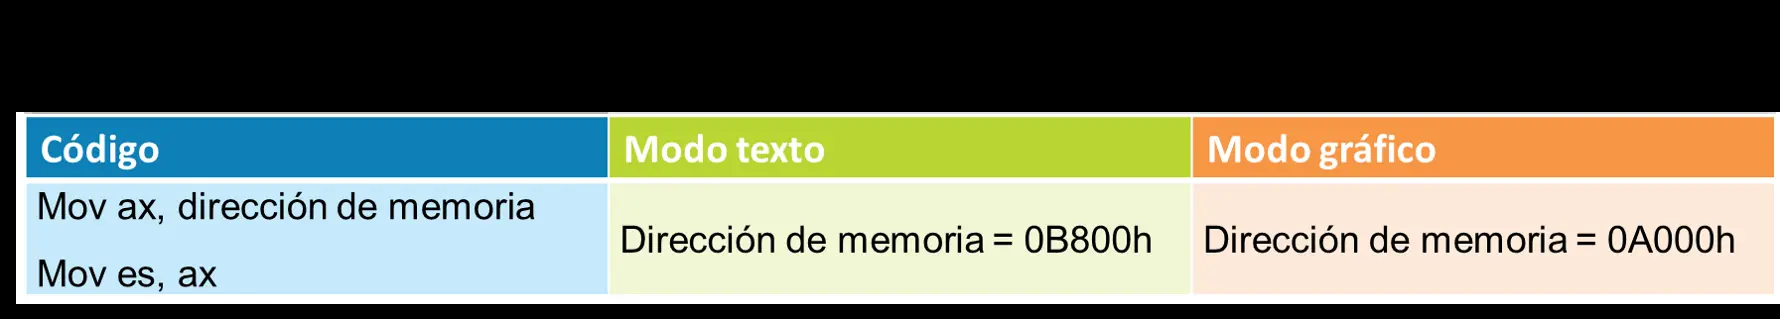 Código
Modo texto
Modo gráfico
Mov ax, dirección de memoria
Mov es, ax
Dirección de memoria = 0B800h
Dirección de memoria = 0A000h